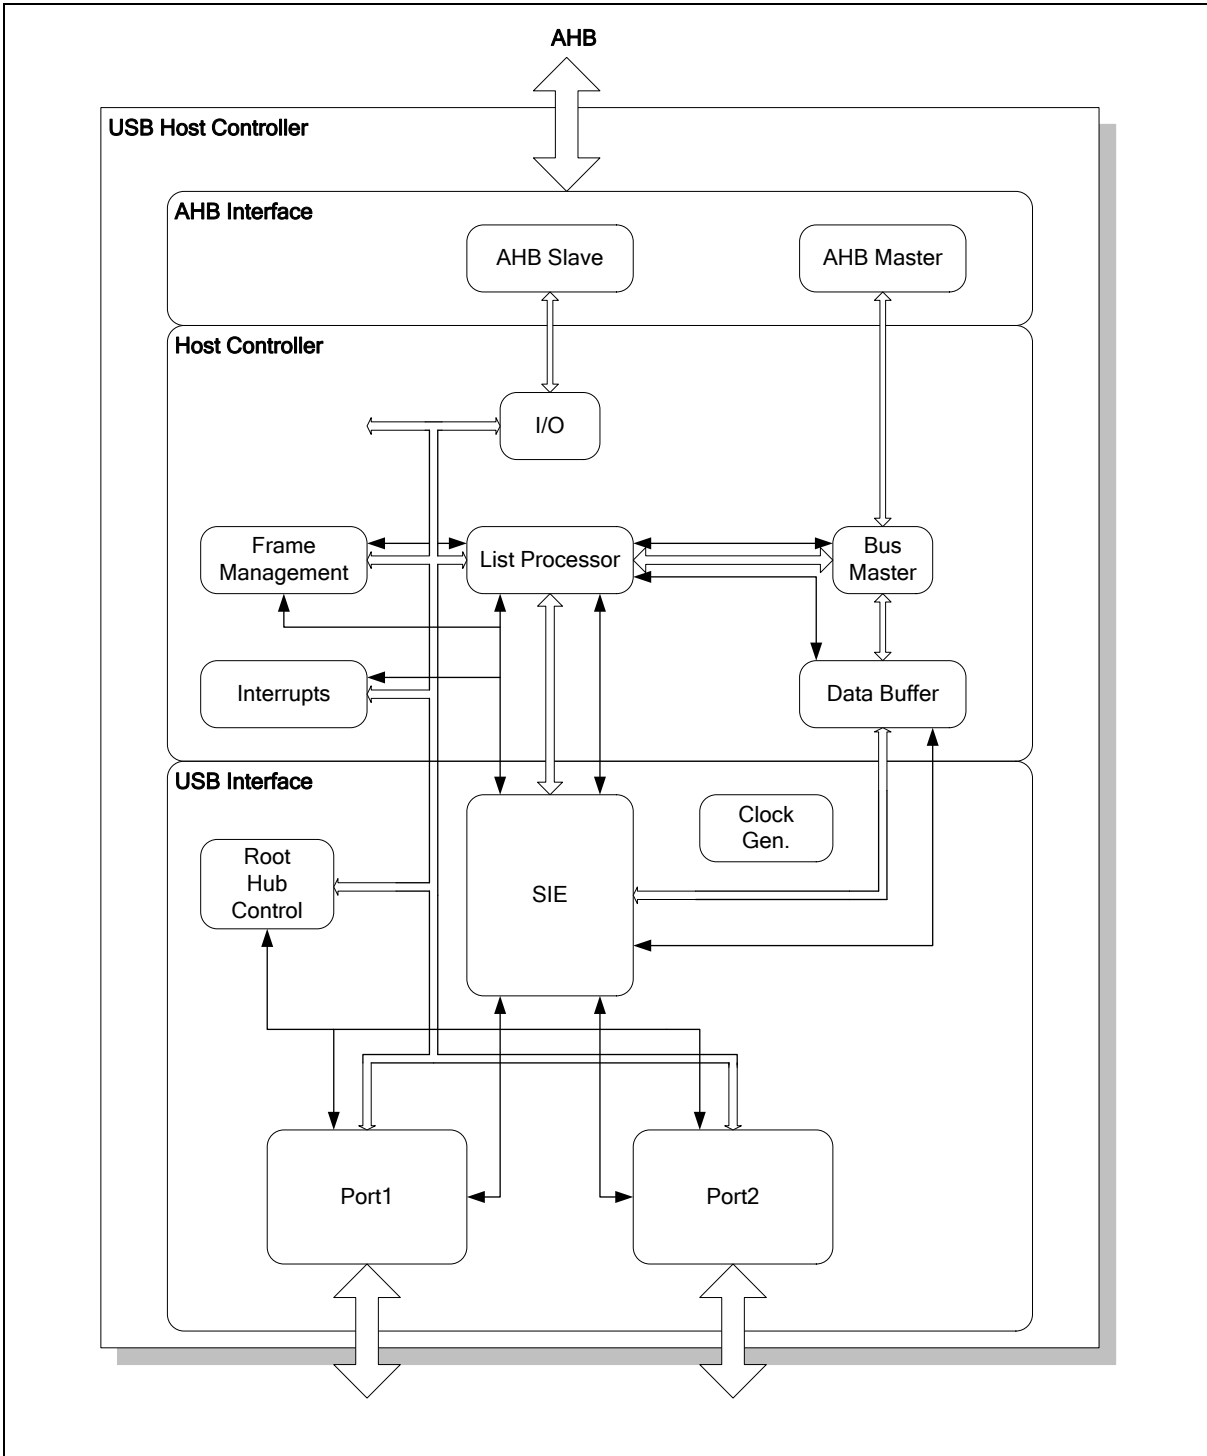 AHB
USB Host Controller
AHB Interface
AHB Slave
AHB Master
Host Controller
I/O
Frame
Management
List Processor
Bus
Master
Interrupts
Data Buffer
USB Interface
Clock
Gen.
Root
Hub
Control
SIE
Port1
Port2